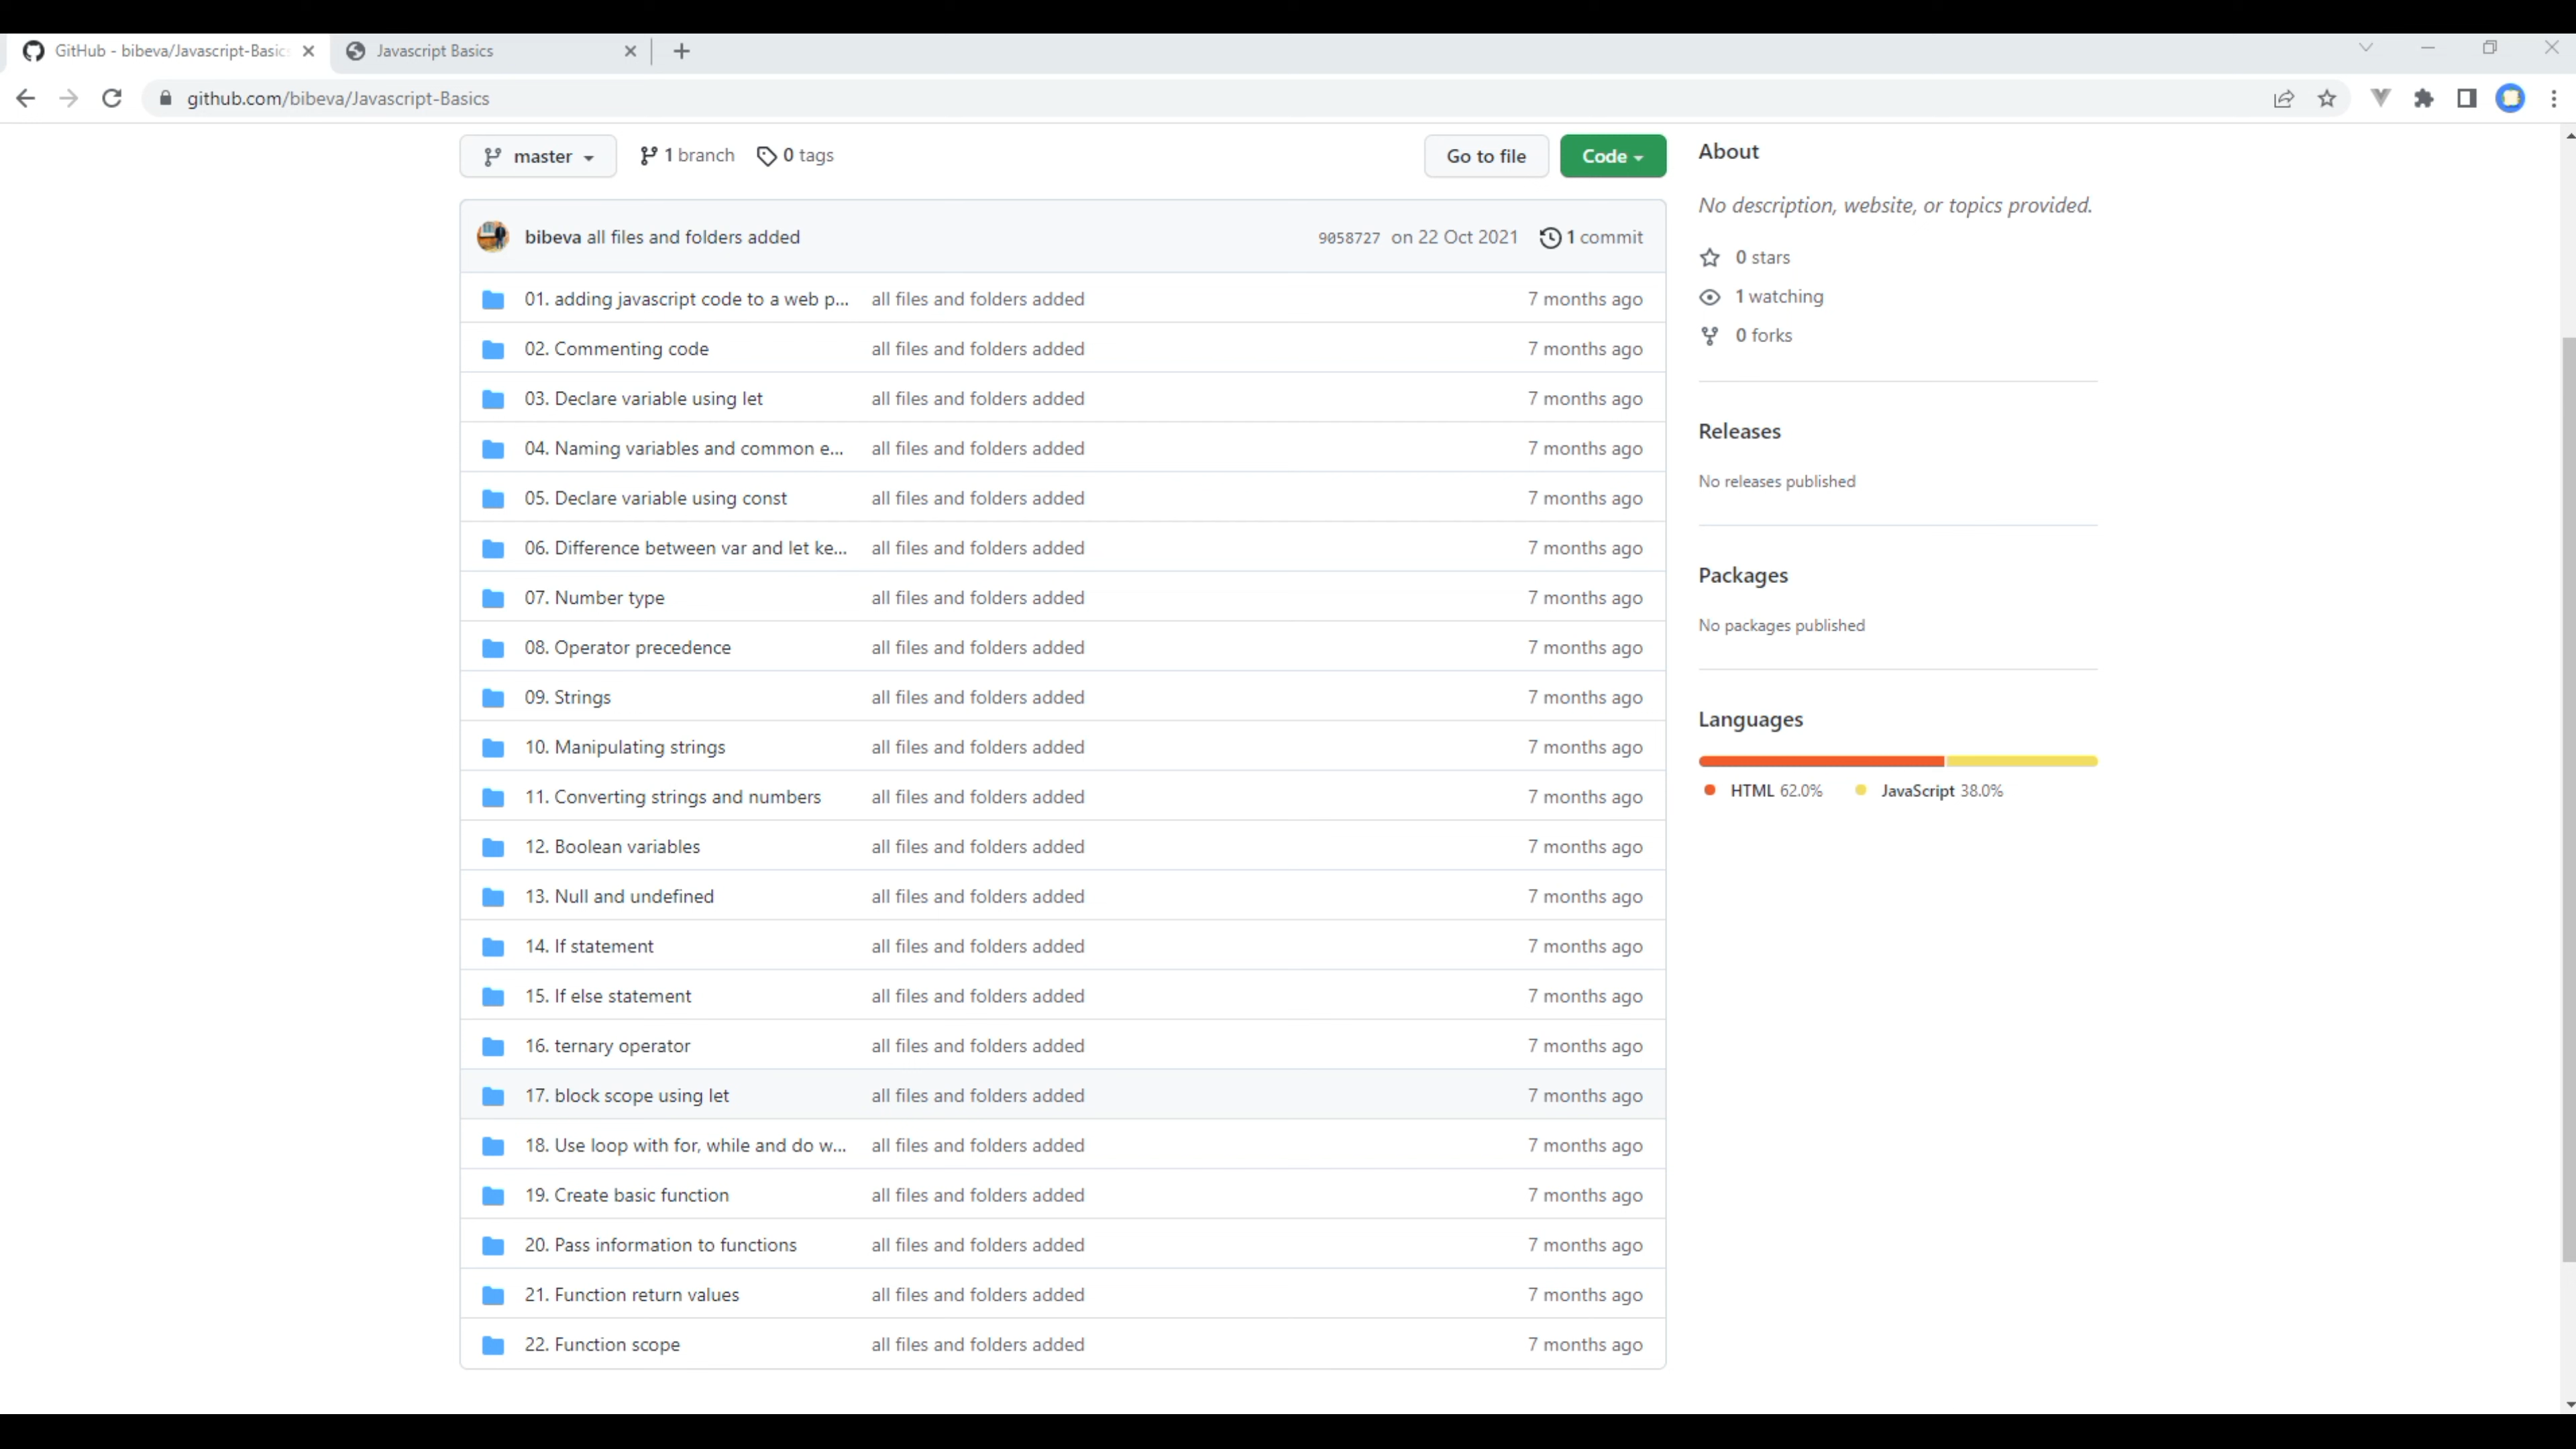 GitHub - bibeva/Javascript-Basics
Javascript Basics
github.com/bibeva/Javascript-Basics
master
1 branch
0 tags
Go to file
Code
bibeva all files and folders added
9058727 on 22 Oct 2021
1 commit
01. adding javascript code to a web p... all files and folders added 7 months ago
02. Commenting code all files and folders added 7 months ago
03. Declare variable using let all files and folders added 7 months ago
04. Naming variables and common e... all files and folders added 7 months ago
05. Declare variable using const all files and folders added 7 months ago
06. Difference between var and let ke... all files and folders added 7 months ago
07. Number type all files and folders added 7 months ago
08. Operator precedence all files and folders added 7 months ago
09. Strings all files and folders added 7 months ago
10. Manipulating strings all files and folders added 7 months ago
11. Converting strings and numbers all files and folders added 7 months ago
12. Boolean variables all files and folders added 7 months ago
13. Null and undefined all files and folders added 7 months ago
14. If statement all files and folders added 7 months ago
15. If else statement all files and folders added 7 months ago
16. ternary operator all files and folders added 7 months ago
17. block scope using let all files and folders added 7 months ago
18. Use loop with for, while and do w... all files and folders added 7 months ago
19. Create basic function all files and folders added 7 months ago
20. Pass information to functions all files and folders added 7 months ago
21. Function return values all files and folders added 7 months ago
22. Function scope all files and folders added 7 months ago
About
No description, website, or topics provided.
0 stars
1 watching
0 forks
Releases
No releases published
Packages
No packages published
Languages
HTML 62.0% JavaScript 38.0%